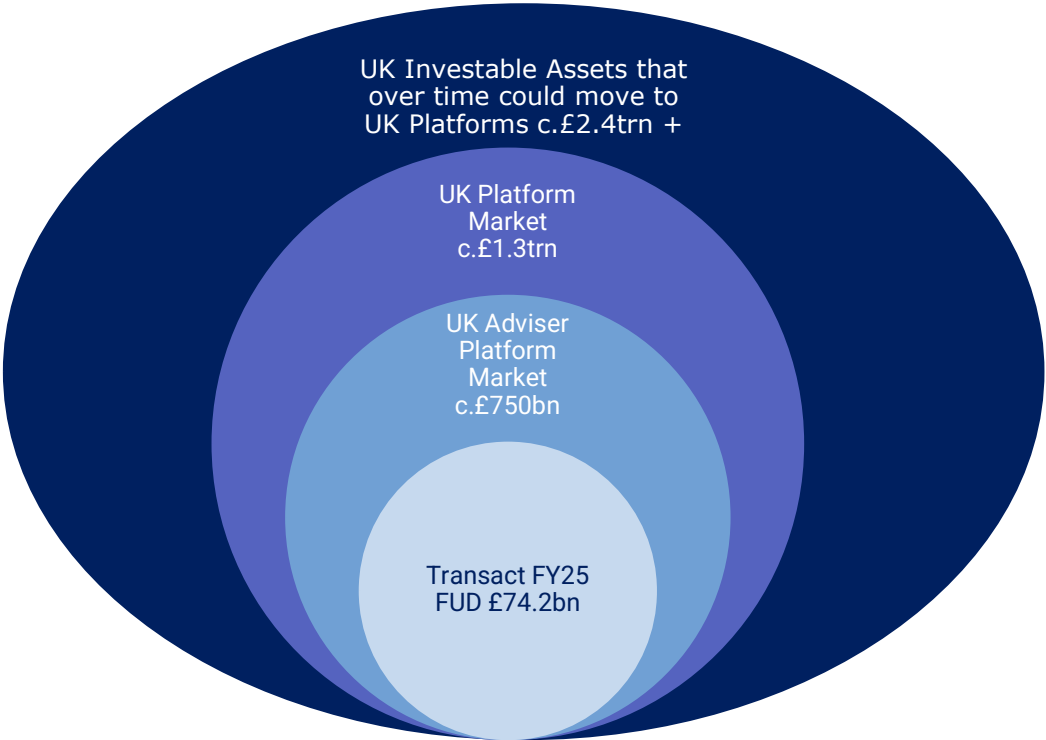 UK Investable Assets that
over time could move to
UK Platforms c.£2.4trn +
UK Platform
Market
c.£1.3trn
UK Adviser
Platform
Market
c.£750bn
Transact FY25
FUD £74.2bn